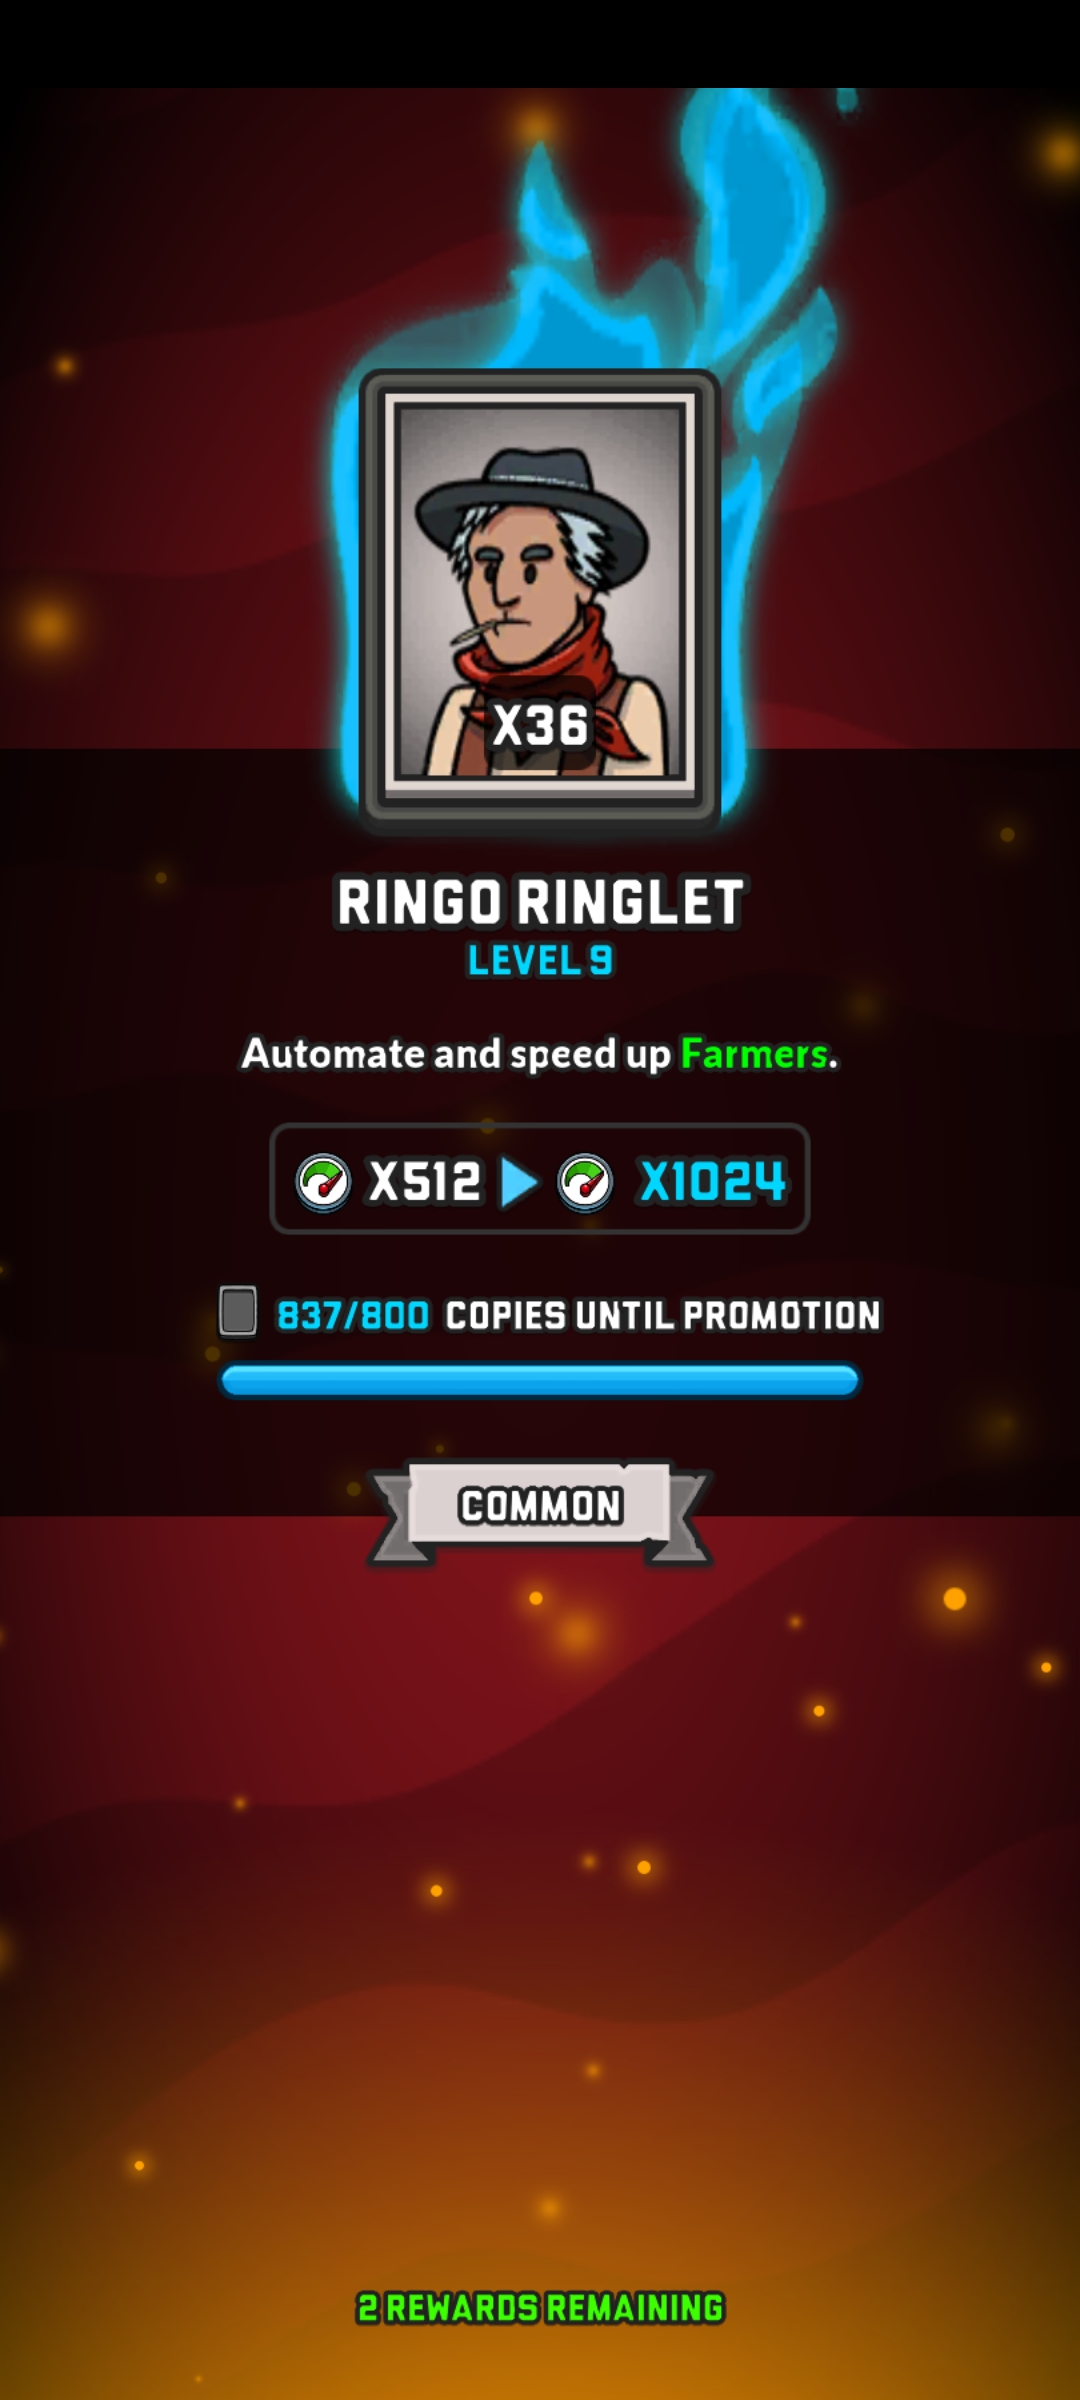 X36
RINGO RINGLET
LEVEL 9
Automate and speed up Farmers.
X512 X1024
837/800 COPIES UNTIL PROMOTION
COMMON
2 REWARDS REMAINING